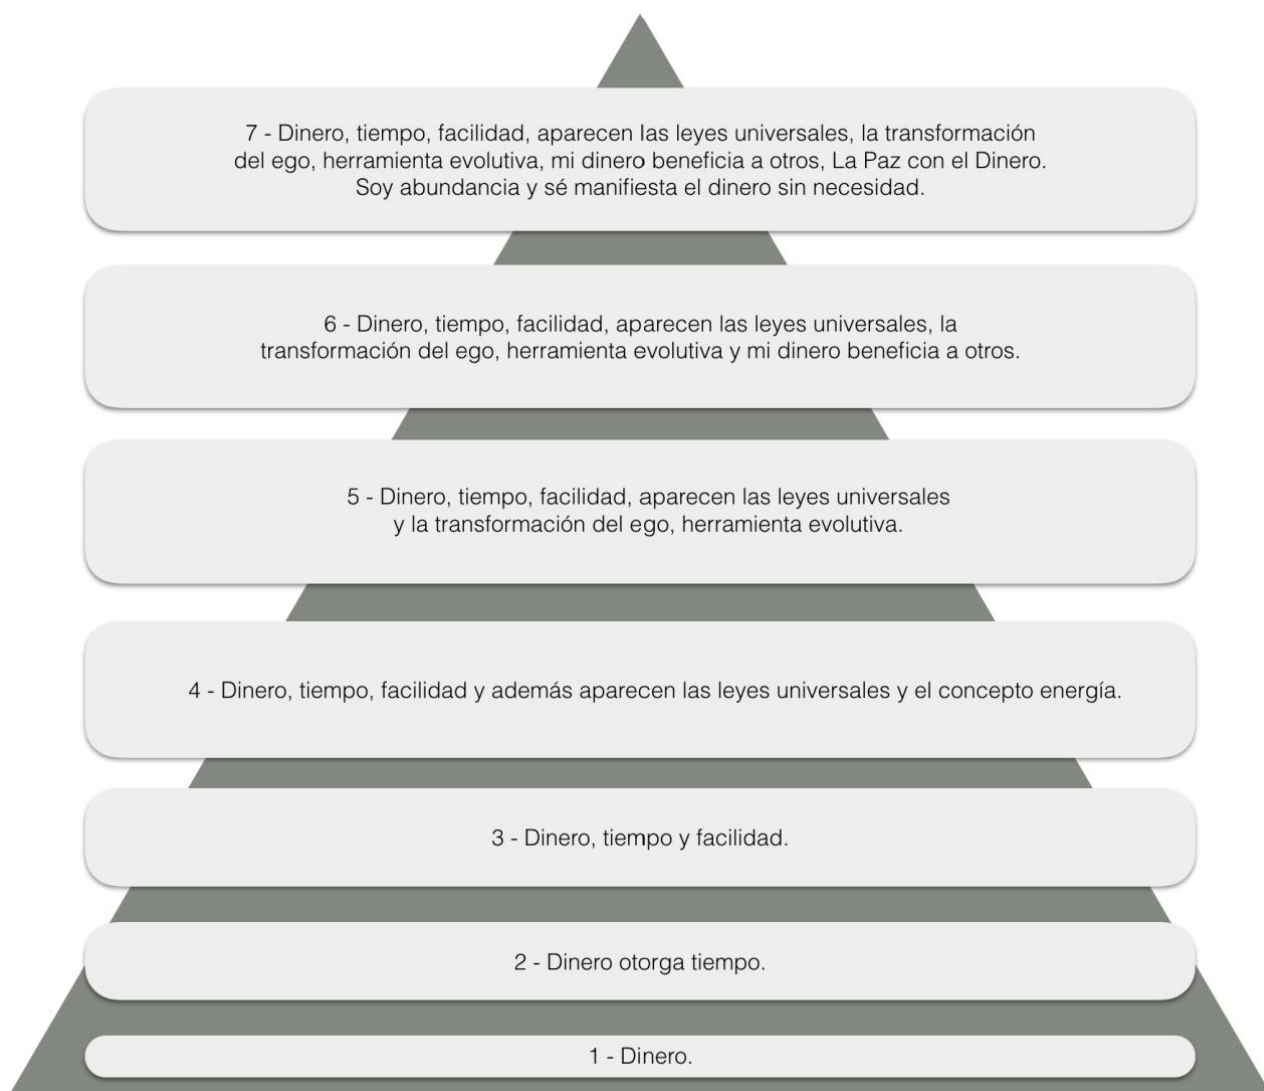 7 - Dinero, tiempo, facilidad, aparecen las leyes universales, la transformación
del ego, herramienta evolutiva, mi dinero beneficia a otros, La Paz con el Dinero.
Soy abundancia y sé manifiesta el dinero sin necesidad.
6 - Dinero, tiempo, facilidad, aparecen las leyes universales, la
transformación del ego, herramienta evolutiva y mi dinero beneficia a otros.
5 - Dinero, tiempo, facilidad, aparecen las leyes universales
y la transformación del ego, herramienta evolutiva.
4 - Dinero, tiempo, facilidad y además aparecen las leyes universales y el concepto energía.
3 - Dinero, tiempo y facilidad.
2 - Dinero otorga tiempo.
1 - Dinero.